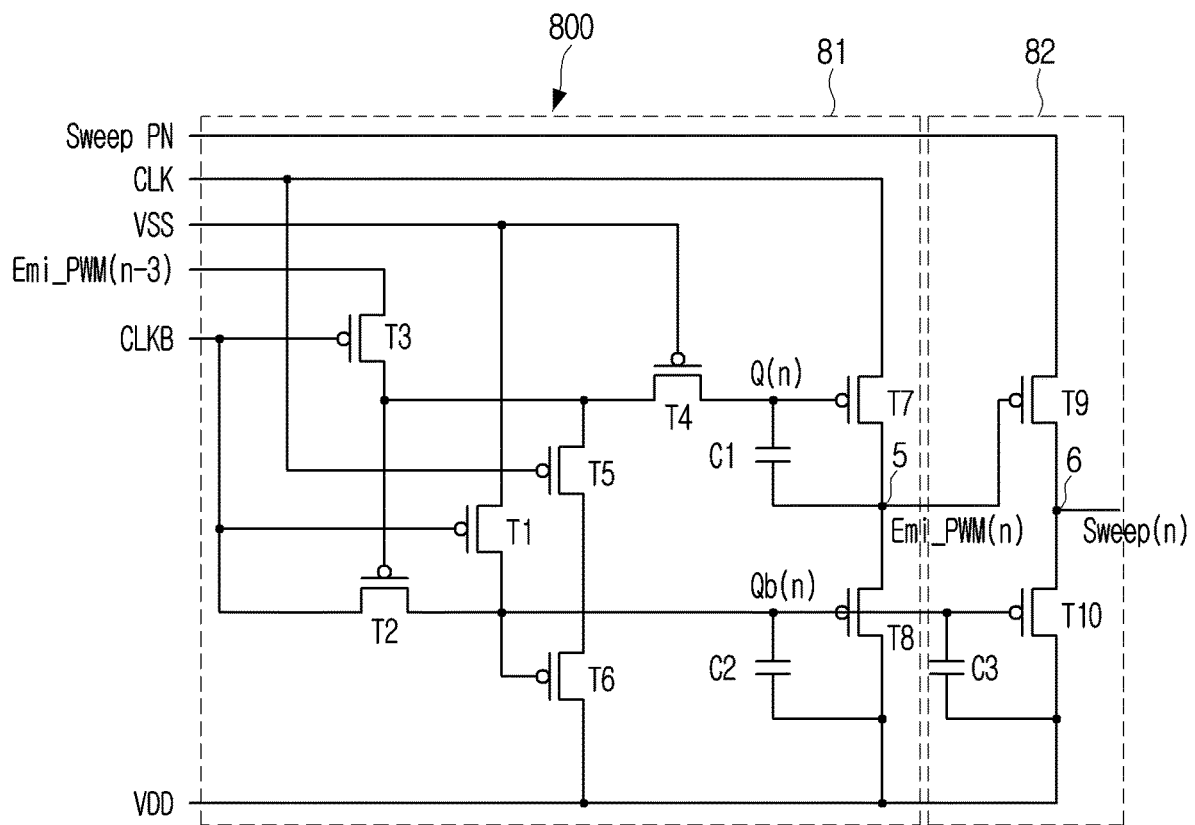 800
81
82
Sweep PN
CLK
VSS
Emi_PWM(n-3)
CLKB
T3
Q(n)
T4
T7
T9
C1
T5
5
6
T1
Emi_PWM(n)
Sweep(n)
Qb(n)
T2
T8
T10
T6
C2
C3
VDD